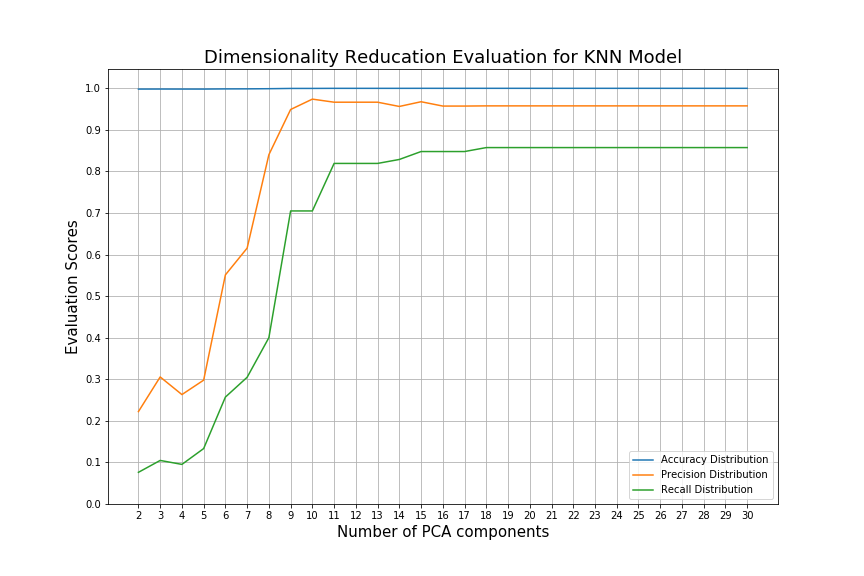 Dimensionality Reducation Evaluation for KNN Model
Evaluation Scores
1.0
0.9
0.8
0.7
0.6
0.5
0.4
0.3
0.2
0.1
0.0
Accuracy Distribution
Precision Distribution
Recall Distribution
2 3 4 5 6 7 8 9 10 11 12 13 14 15 16 17 18 19 20 21 22 23 24 25 26 27 28 29 30
Number of PCA components